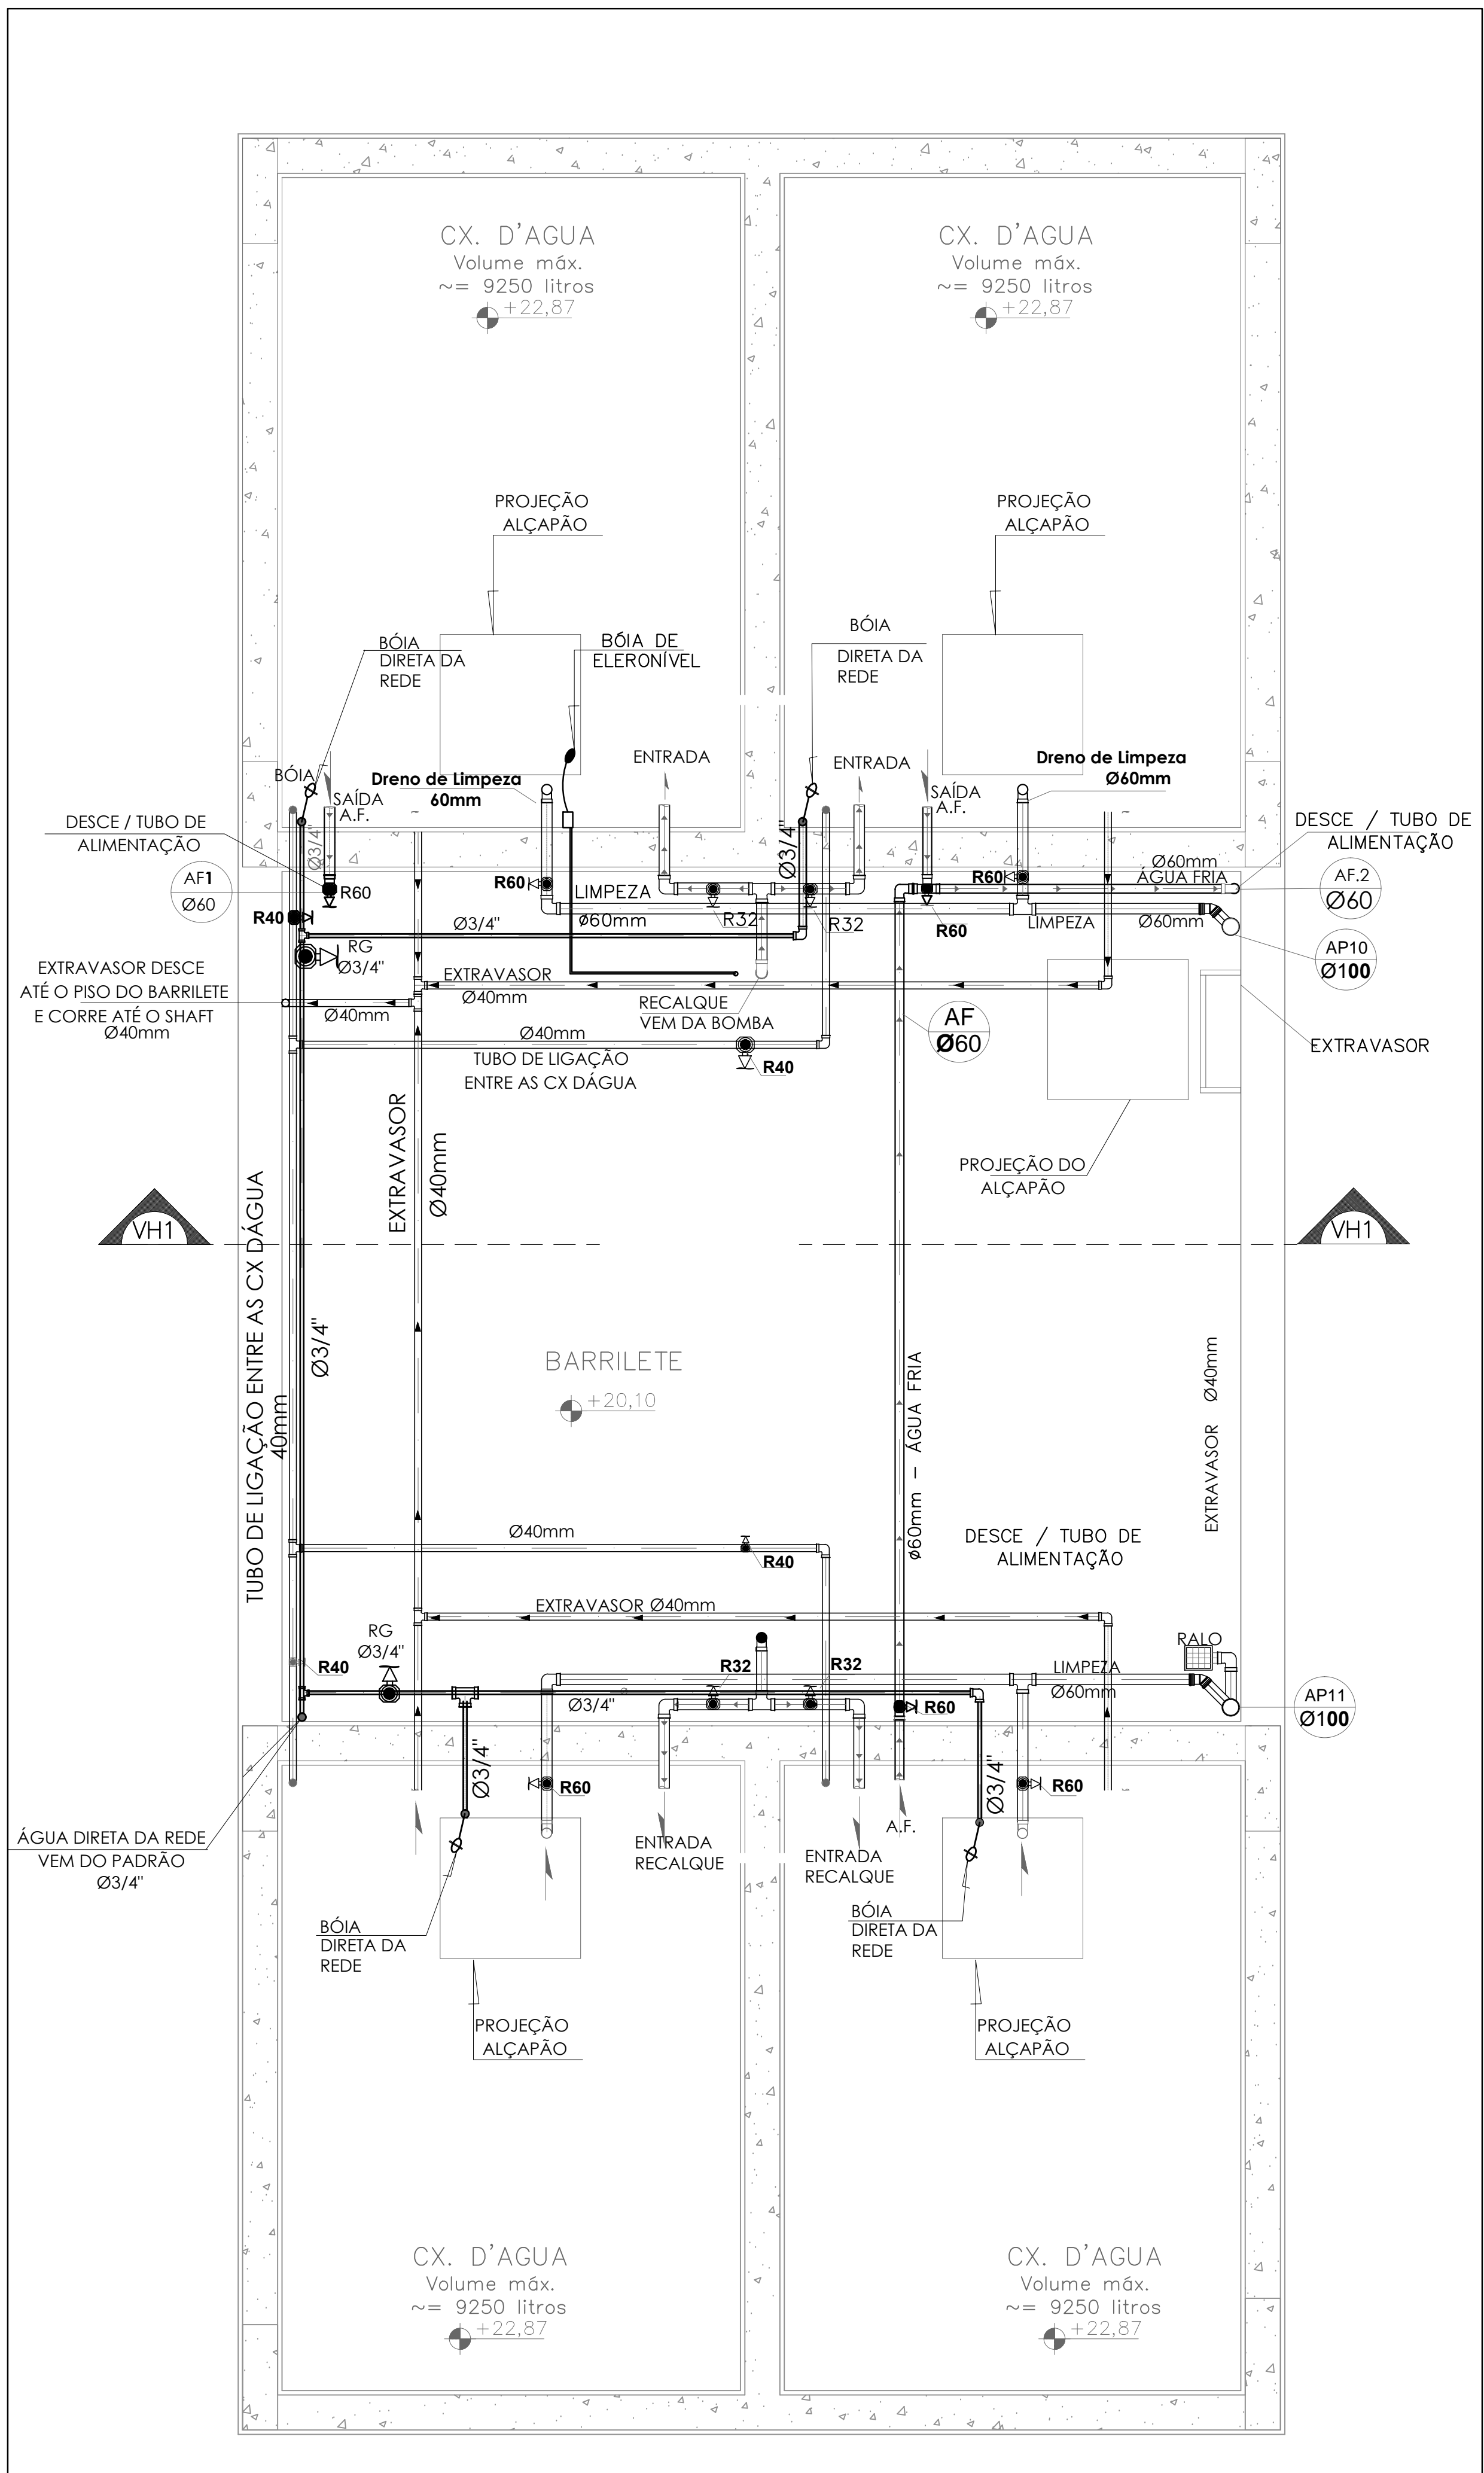 CX. D'AGUA
Volume máx.
~= 9250 litros
+22,87
CX. D'AGUA
Volume máx.
~= 9250 litros
+22,87
PROJEÇÃO
ALÇAPÃO
PROJEÇÃO
ALÇAPÃO
BÓIA
DIRETA DA
REDE
BÓIA DE
ELERONÍVEL
BÓIA
DIRETA DA
REDE
BÓIA
SAÍDA
A.F.
Dreno de Limpeza
60mm
ENTRADA
ENTRADA
SAÍDA
A.F.
Dreno de Limpeza
Ø60mm
DESCE / TUBO DE
ALIMENTAÇÃO
DESCE / TUBO DE
ALIMENTAÇÃO
Ø3/4"
Ø3/4"
AF1
Ø60
R60
R40
R60
LIMPEZA
ø60mm
R32
R32
R60
R60
Ø60mm
ÁGUA FRIA
LIMPEZA
Ø60mm
AF.2
Ø60
AP10
Ø100
Ø3/4"
RG
Ø3/4"
EXTRAVASOR DESCE
ATÉ O PISO DO BARRILETE
E CORRE ATÉ O SHAFT
Ø40mm
EXTRAVASOR
Ø40mm
Ø40mm
RECALQUE
VEM DA BOMBA
AF
Ø60
EXTRAVASOR
Ø40mm
TUBO DE LIGAÇÃO
ENTRE AS CX DÁGUA
R40
EXTRAVASOR
Ø40mm
PROJEÇÃO DO
ALÇAPÃO
VH1
VH1
TUBO DE LIGAÇÃO ENTRE AS CX DÁGUA
40mm
Ø3/4"
BARRILETE
+20,10
ø60mm – ÁGUA FRIA
EXTRAVASOR Ø40mm
Ø40mm
R40
DESCE / TUBO DE
ALIMENTAÇÃO
EXTRAVASOR Ø40mm
RG
Ø3/4"
R40
R32
R32
RALO
LIMPEZA
Ø60mm
Ø3/4"
R60
AP11
Ø100
Ø3/4"
R60
Ø3/4"
R60
A.F.
ÁGUA DIRETA DA REDE
VEM DO PADRÃO
Ø3/4"
ENTRADA
RECALQUE
ENTRADA
RECALQUE
BÓIA
DIRETA DA
REDE
BÓIA
DIRETA DA
REDE
PROJEÇÃO
ALÇAPÃO
PROJEÇÃO
ALÇAPÃO
CX. D'AGUA
Volume máx.
~= 9250 litros
+22,87
CX. D'AGUA
Volume máx.
~= 9250 litros
+22,87